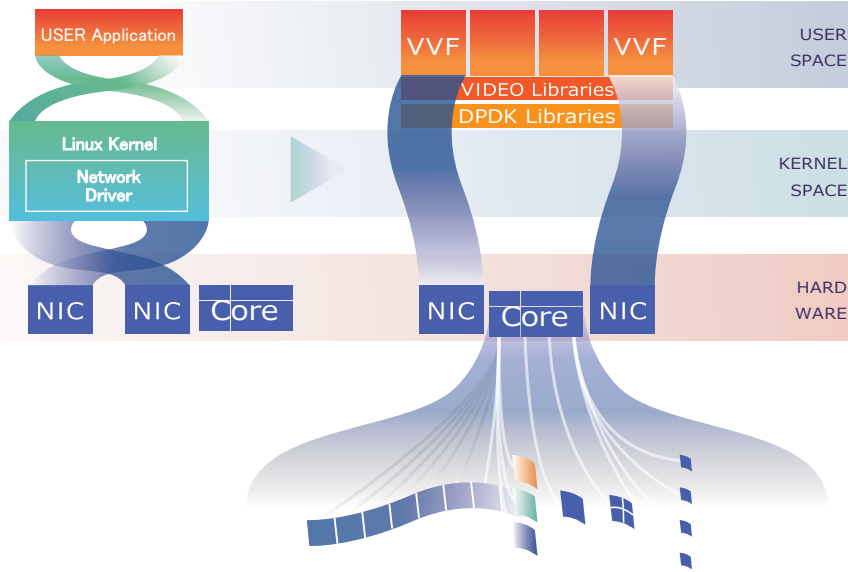 USER Application
VVF
VVF
USER
SPACE
VIDEO Libraries
DPDK Libraries
Linux Kernel
Network
Driver
KERNEL
SPACE
NIC
NIC
Core
NIC
Core
NIC
HARD
WARE